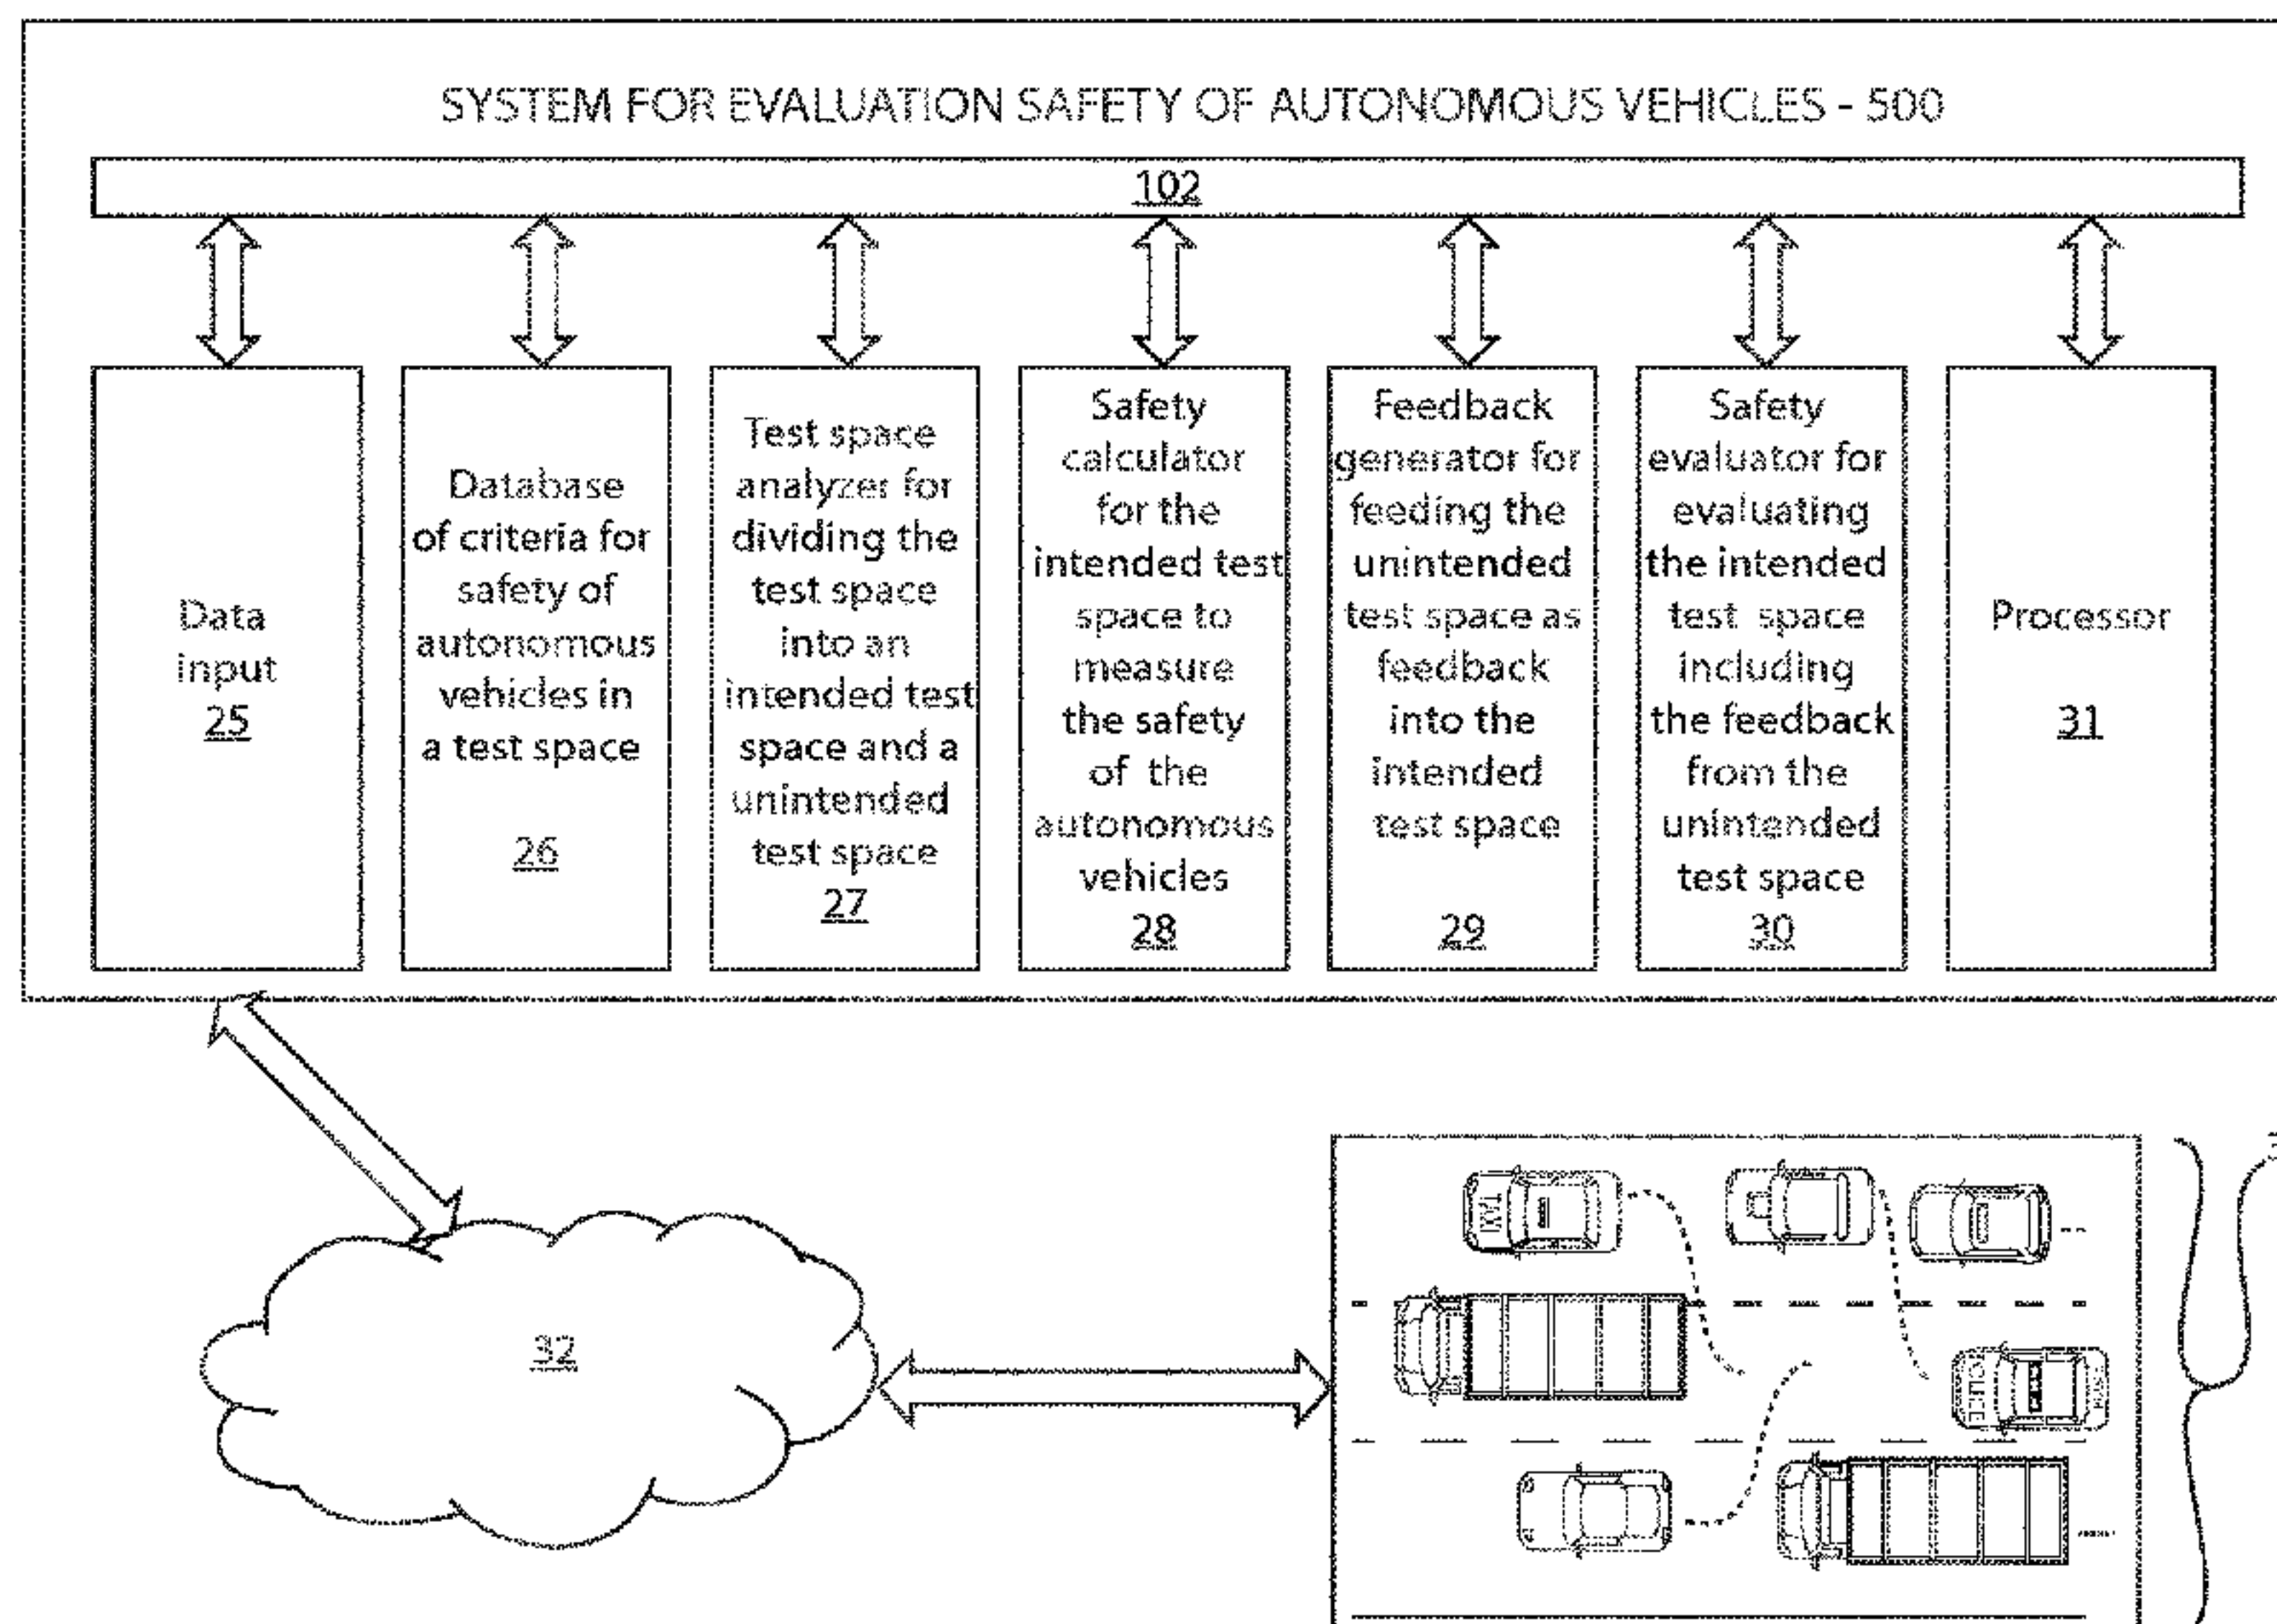 SYSTEM FOR EVALUATION SAFETY OF AUTONOMOUS VEHICLES - 500
102
Data
input
25
Database
of criteria for
safety of
autonomous
vehicles in
a test space
26
Test space
analyzer for
dividing the
test space
into an
intended test
space and a
unintended
test space
27
Safety
calculator
for the
intended test
space to
measure
the safety
of the
autonomous
vehicles
28
Feedback
generator for
feeding the
unintended
test space as
feedback
into the
intended
test space
29
Safety
evaluator for
evaluating
the intended
test space
including
the feedback
from the
unintended
test space
30
Processor
31
32
TAXI
POLICE